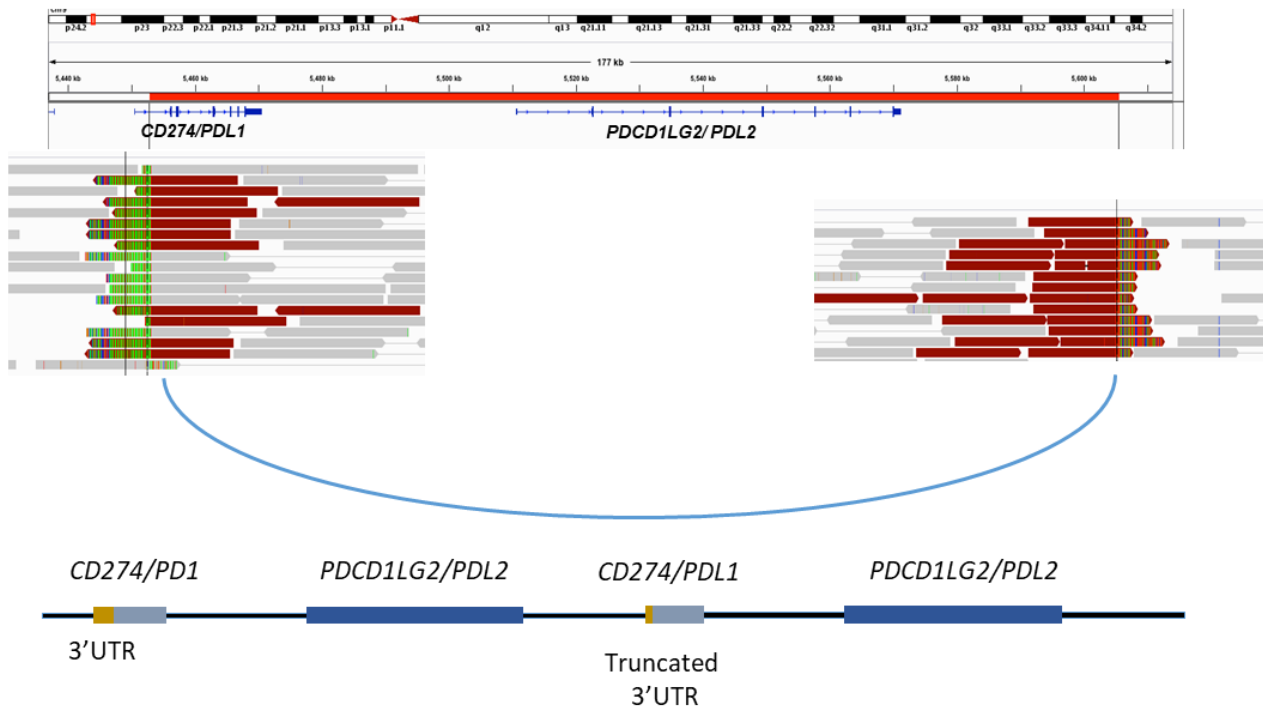 chr9
p24.2 p23 p22.3 p22.1 p21.3 p21.2 p21.1 p13.3 p13.1 p11.1 q12 q13 q21.11 q21.13 q21.31 q21.33 q22.2 q22.32 q31.1 q31.2 q32 q33.1 q33.2 q33.3 q34.11 q34.2
177 kb
5,440 kb 5,460 kb 5,480 kb 5,500 kb 5,520 kb 5,540 kb 5,560 kb 5,580 kb 5,600 kb
CD274/PDL1 PDCD1LG2/ PDL2
CD274/PD1 PDCD1LG2/PDL2 CD274/PDL1 PDCD1LG2/PDL2
3’UTR
Truncated
3’UTR